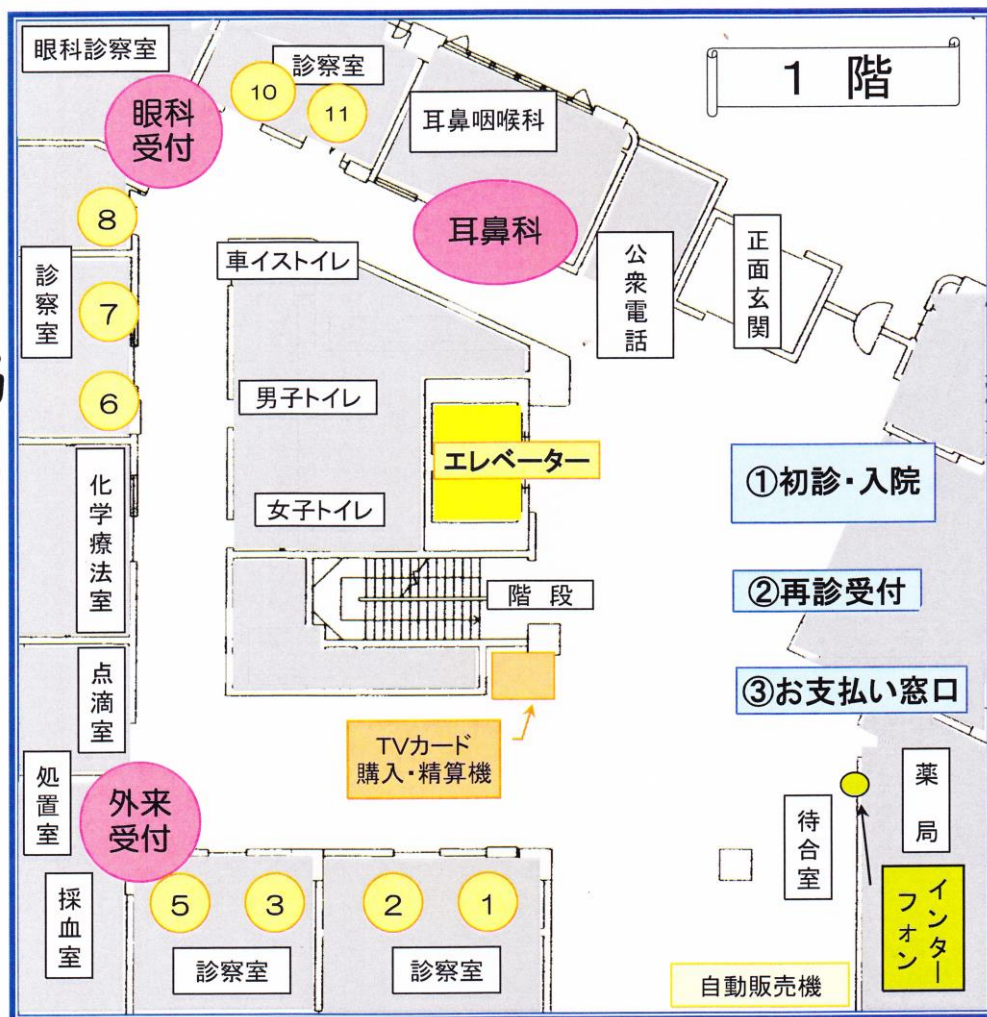 1 階
眼科診察室
眼科
受付
診察室
10
11
耳鼻咽喉科
耳鼻科
公衆電話
正面玄関
8
診察室
7
6
車イストイレ
男子トイレ
女子トイレ
エレベーター
階 段
①初診・入院
②再診受付
③お支払い窓口
化学療法室
点滴室
TVカード
購入・精算機
処置室
外来
受付
採血室
5
3
診察室
2
1
診察室
待合室
薬 局
インター
フォン
自動販売機